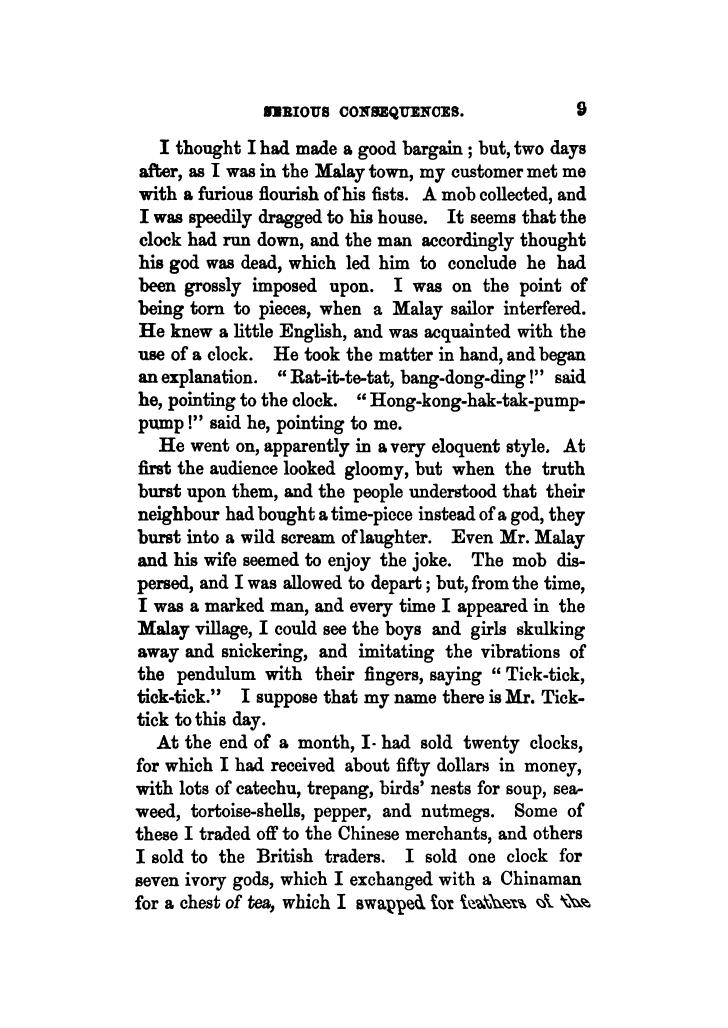 SERIOUS CONSEQUENCES. 9
I thought I had made a good bargain ; but, two days
after, as I was in the Malay town, my customer met me
with a furious flourish of his fists. A mob collected, and
I was speedily dragged to his house. It seems that the
clock had run down, and the man accordingly thought
his god was dead, which led him to conclude he had
been grossly imposed upon. I was on the point of
being torn to pieces, when a Malay sailor interfered.
He knew a little English, and was acquainted with the
use of a clock. He took the matter in hand, and began
an explanation. “ Rat-it-te-tat, bang-dong-ding !” said
he, pointing to the clock. “ Hong-kong-hak-tak-pump-
pump !” said he, pointing to me.
He went on, apparently in a very eloquent style. At
first the audience looked gloomy, but when the truth
burst upon them, and the people understood that their
neighbour had bought a time-piece instead of a god, they
burst into a wild scream of laughter. Even Mr. Malay
and his wife seemed to enjoy the joke. The mob dis-
persed, and I was allowed to depart ; but, from the time,
I was a marked man, and every time I appeared in the
Malay village, I could see the boys and girls skulking
away and snickering, and imitating the vibrations of
the pendulum with their fingers, saying “ Tick-tick,
tick-tick.” I suppose that my name there is Mr. Tick-
tick to this day.
At the end of a month, I had sold twenty clocks,
for which I had received about fifty dollars in money,
with lots of catechu, trepang, birds’ nests for soup, sea-
weed, tortoise-shells, pepper, and nutmegs. Some of
these I traded off to the Chinese merchants, and others
I sold to the British traders. I sold one clock for
seven ivory gods, which I exchanged with a Chinaman
for a chest of tea, which I swapped for feathers of the